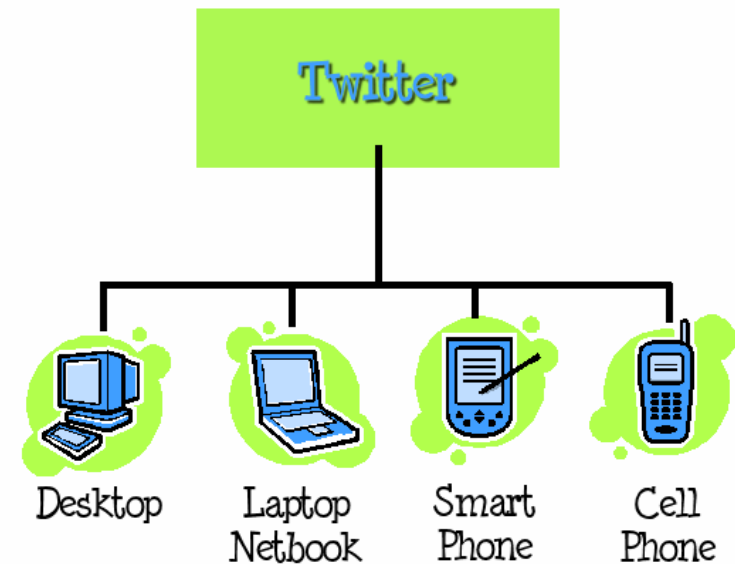 Twitter
Desktop
Laptop
Netbook
Smart
Phone
Cell
Phone